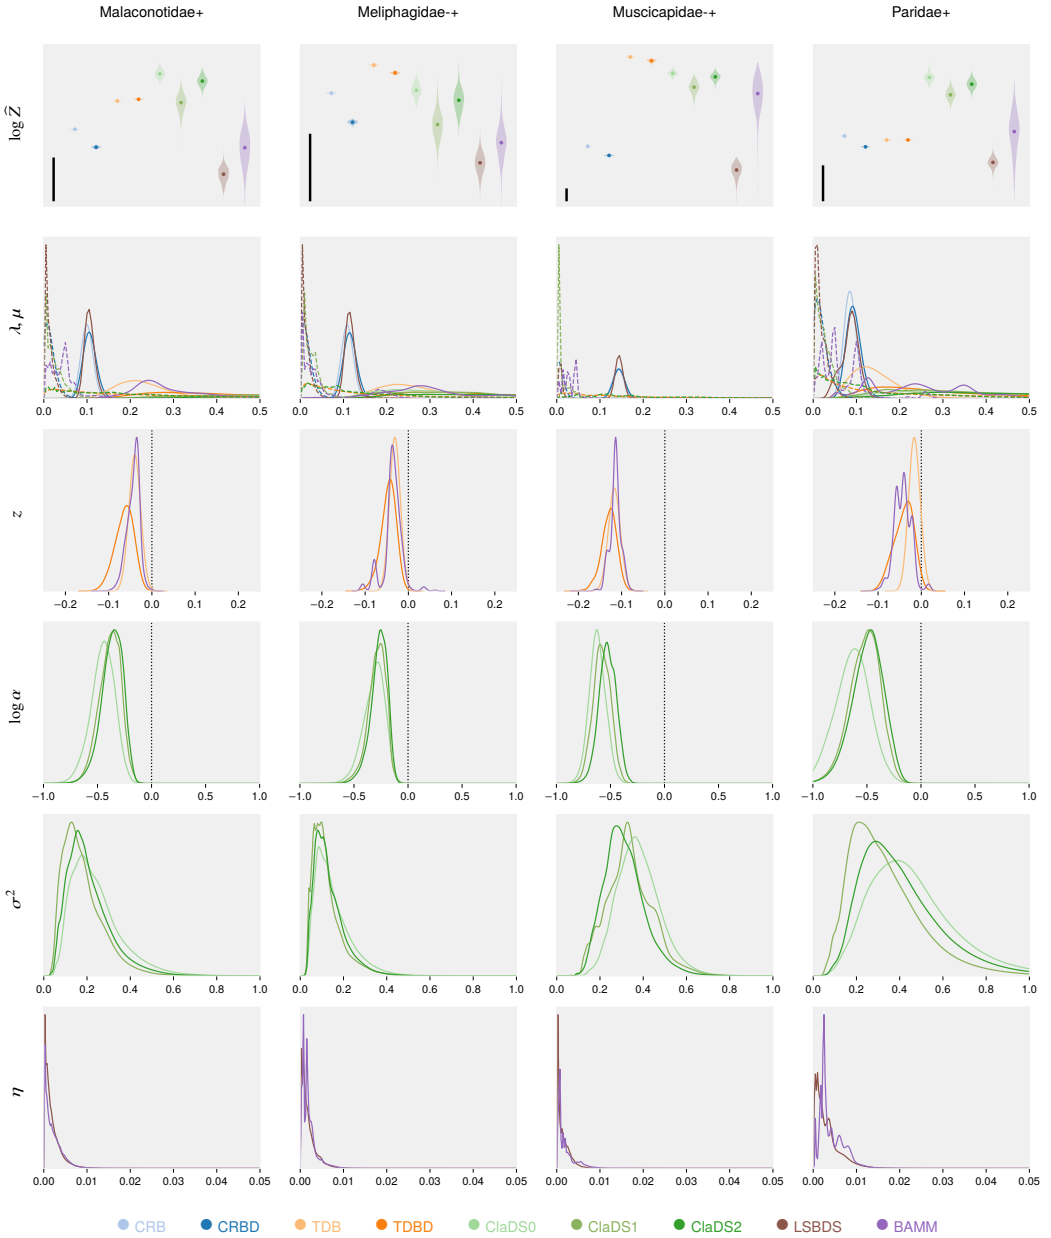 Malaconotidae+ Meliphagidae-+ Muscicapidae-+ Paridae+
log Ẑ
λ, μ
0.0 0.1 0.2 0.3 0.4 0.5 0.0 0.1 0.2 0.3 0.4 0.5 0.0 0.1 0.2 0.3 0.4 0.5 0.0 0.1 0.2 0.3 0.4 0.5
z
−0.2 −0.1 0.0 0.1 0.2 −0.2 −0.1 0.0 0.1 0.2 −0.2 −0.1 0.0 0.1 0.2 −0.2 −0.1 0.0 0.1 0.2
log α
−1.0 −0.5 0.0 0.5 1.0 −1.0 −0.5 0.0 0.5 1.0 −1.0 −0.5 0.0 0.5 1.0 −1.0 −0.5 0.0 0.5 1.0
σ²
0.0 0.2 0.4 0.6 0.8 1.0 0.0 0.2 0.4 0.6 0.8 1.0 0.0 0.2 0.4 0.6 0.8 1.0 0.0 0.2 0.4 0.6 0.8 1.0
η
0.00 0.01 0.02 0.03 0.04 0.05 0.00 0.01 0.02 0.03 0.04 0.05 0.00 0.01 0.02 0.03 0.04 0.05 0.00 0.01 0.02 0.03 0.04 0.05
CRB CRBD TDB TDBD ClaDS0 ClaDS1 ClaDS2 LSBDS BAMM